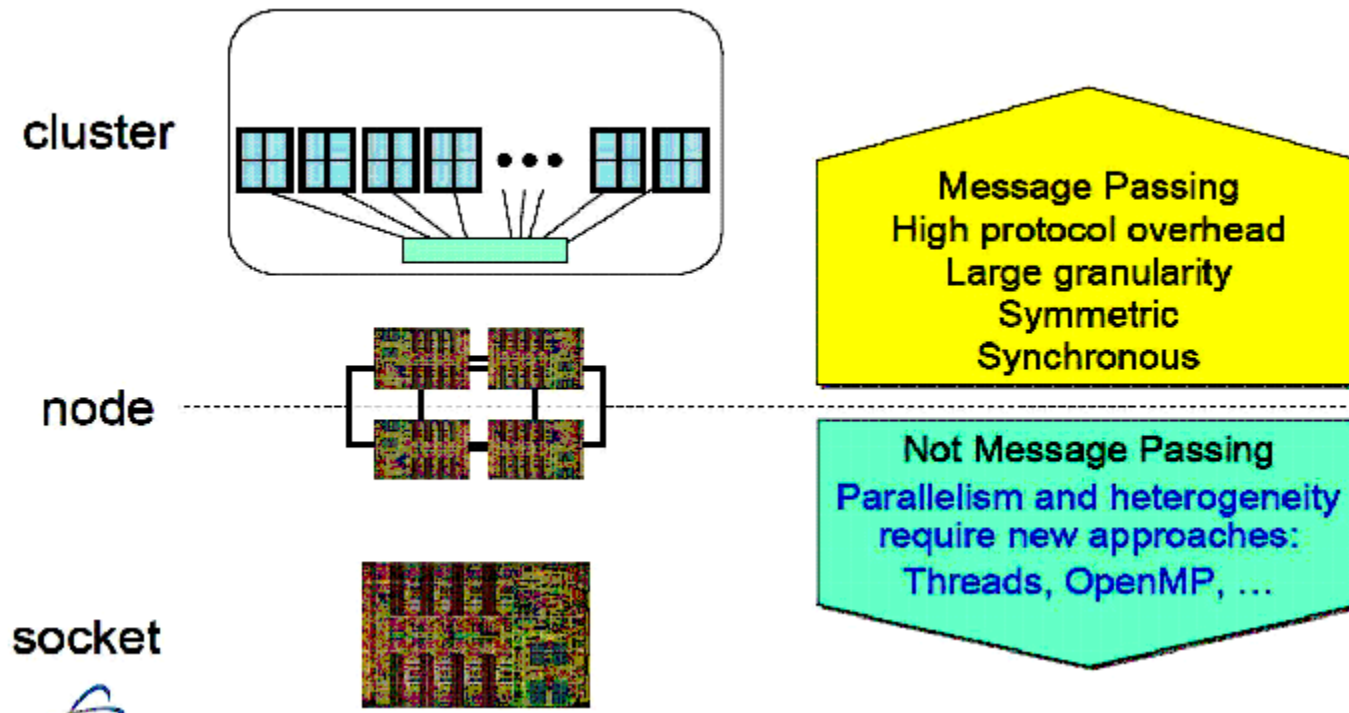 cluster
Message Passing
High protocol overhead
Large granularity
Symmetric
Synchronous
node
Not Message Passing
Parallelism and heterogeneity
require new approaches:
Threads, OpenMP, ...
socket